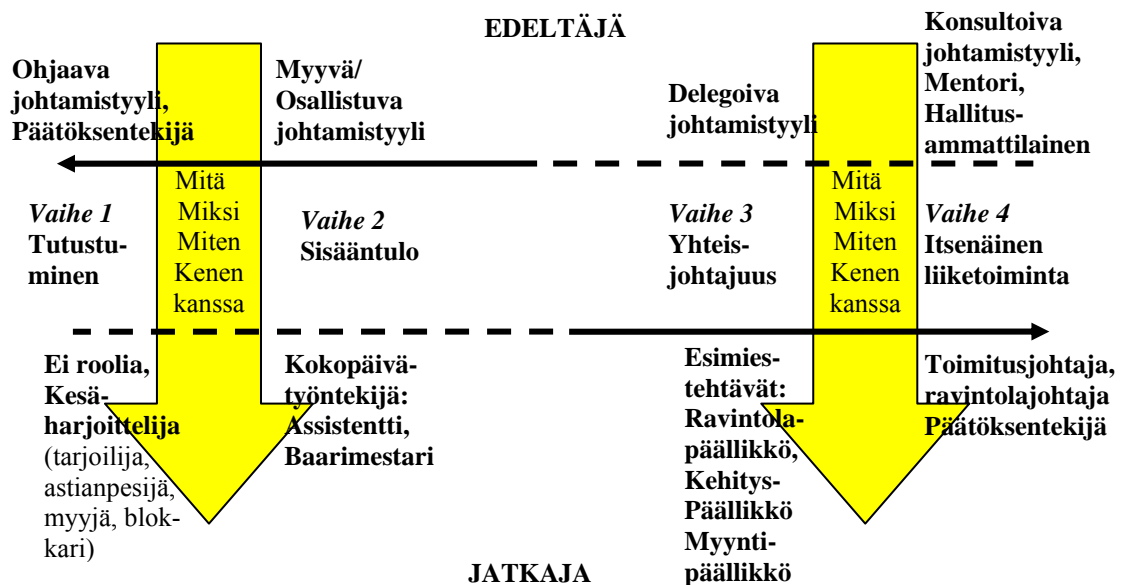 EDELTÄJÄ
Ohjaava
johtamistyyli,
Päätöksentekijä
Myyvä/
Osallistuva
johtamistyyli
Delegoiva
johtamistyyli
Konsultoiva
johtamistyyli,
Mentori,
Hallitus-
ammattilainen
Vaihe 1
Tutustu-
minen
Mitä
Miksi
Miten
Kenen
kanssa
Vaihe 2
Sisääntulo
Vaihe 3
Yhteis-
johtajuus
Mitä
Miksi
Miten
Kenen
kanssa
Vaihe 4
Itsenäinen
liiketoiminta
Ei roolia,
Kesä-
harjoittelija
(tarjoilija,
astianpesijä,
myyjä, blok-
kari)
Kokopäivä-
työntekijä:
Assistentti,
Baarimestari
Esimies-
tehtävät:
Ravintola-
päällikkö,
Kehitys-
Päällikkö
Myynti-
päällikkö
Toimitusjohtaja,
ravintolajohtaja
Päätöksentekijä
JATKAJA